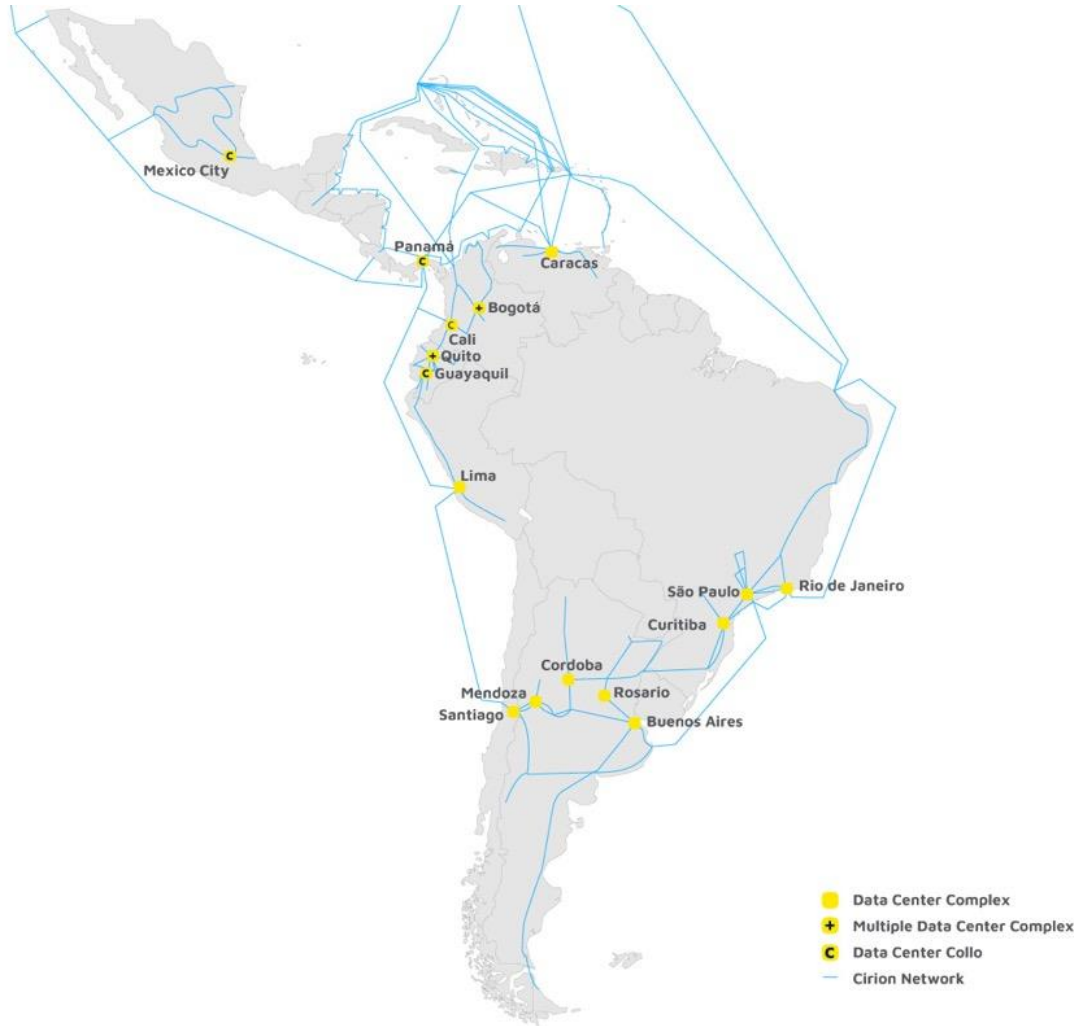 Mexico City
C
Panamá
C
Caracas
+ Bogotá
C
Cali
+ Quito
C Guayaquil
Lima
São Paulo
Rio de Janeiro
Curitiba
Cordoba
Mendoza
Rosario
Santiago
Buenos Aires
Data Center Complex
+ Multiple Data Center Complex
C Data Center Collo
Cirion Network